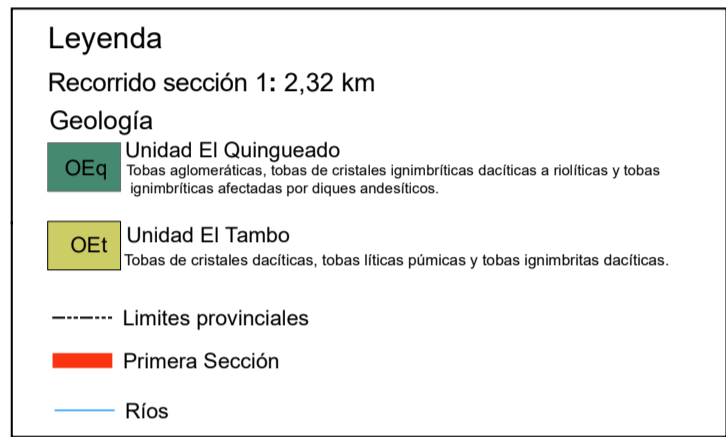 Leyenda
Recorrido sección 1: 2,32 km
Geología
OEq
Unidad El Quingueado
Tobas aglomeráticas, tobas de cristales ignimbríticas dacíticas a riolíticas y tobas
ignimbríticas afectadas por diques andesíticos.
OEt
Unidad El Tambo
Tobas de cristales dacíticas, tobas líticas púmicas y tobas ignimbritas dacíticas.
Limites provinciales
Primera Sección
Ríos